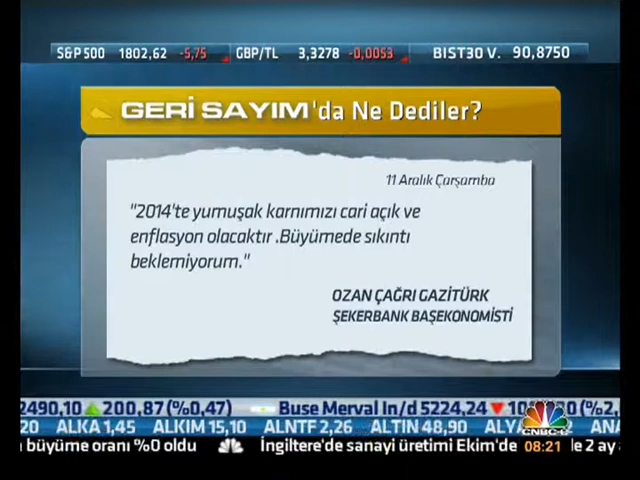 S&P 500 1802,62 -5,75 GBP/TL 3,3278 -0,0053 BIST30 V. 90,8750
GERİ SAYIM'da Ne Dediler?
11 Aralık Çarşamba
"2014'te yumuşak karnımızı cari açık ve
enflasyon olacaktır .Büyümede sıkıntı
beklemiyorum."
OZAN ÇAĞRI GAZİTÜRK
ŞEKERBANK BAŞEKONOMİSTİ
2490,10 200,87 (%0,47) Buse Merval In/d 5224,24
20 ALKA 1,45 ALKIM 15,10 ALNTF 2,26 ALTIN 48,90
CNBC-e
büyüme oranı %0 oldu İngiltere'de sanayi üretimi Ekim'de 08:21 2 ay